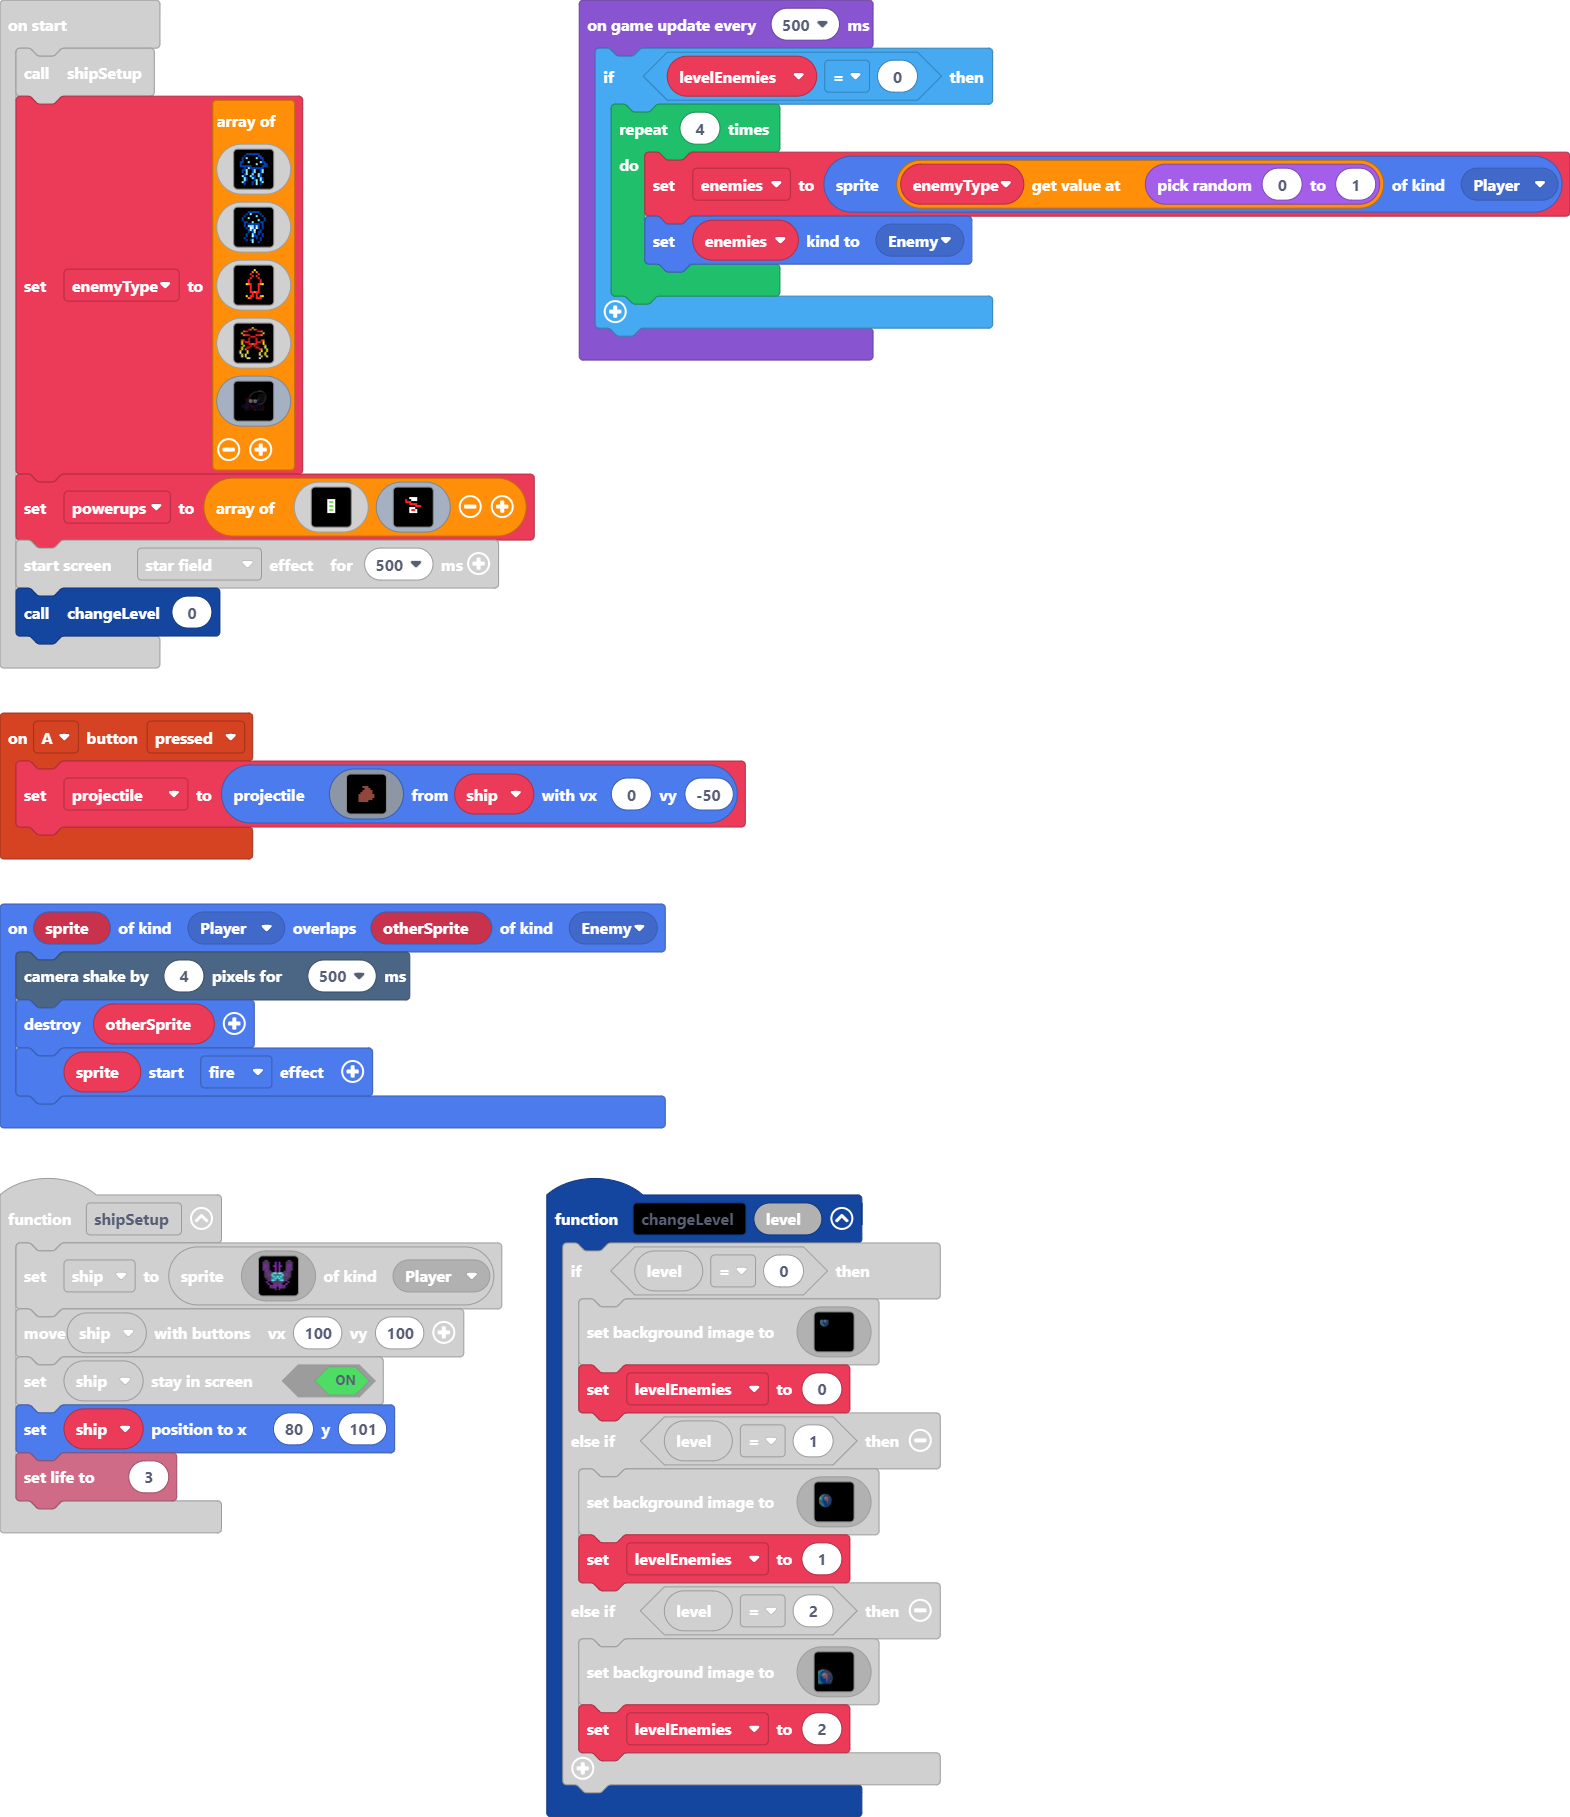 on start
call shipSetup
set enemyType to array of
set powerups to array of
start screen star field effect for 500 ms
call changeLevel 0
on game update every 500 ms
if levelEnemies = 0 then
repeat 4 times
do
set enemies to sprite enemyType get value at pick random 0 to 1 of kind Player
set enemies kind to Enemy
on A button pressed
set projectile to projectile from ship with vx 0 vy -50
on sprite of kind Player overlaps otherSprite of kind Enemy
camera shake by 4 pixels for 500 ms
destroy otherSprite
sprite start fire effect
function shipSetup
set ship to sprite of kind Player
move ship with buttons vx 100 vy 100
set ship stay in screen ON
set ship position to x 80 y 101
set life to 3
function changeLevel level
if level = 0 then
set background image to
set levelEnemies to 0
else if level = 1 then
set background image to
set levelEnemies to 1
else if level = 2 then
set background image to
set levelEnemies to 2